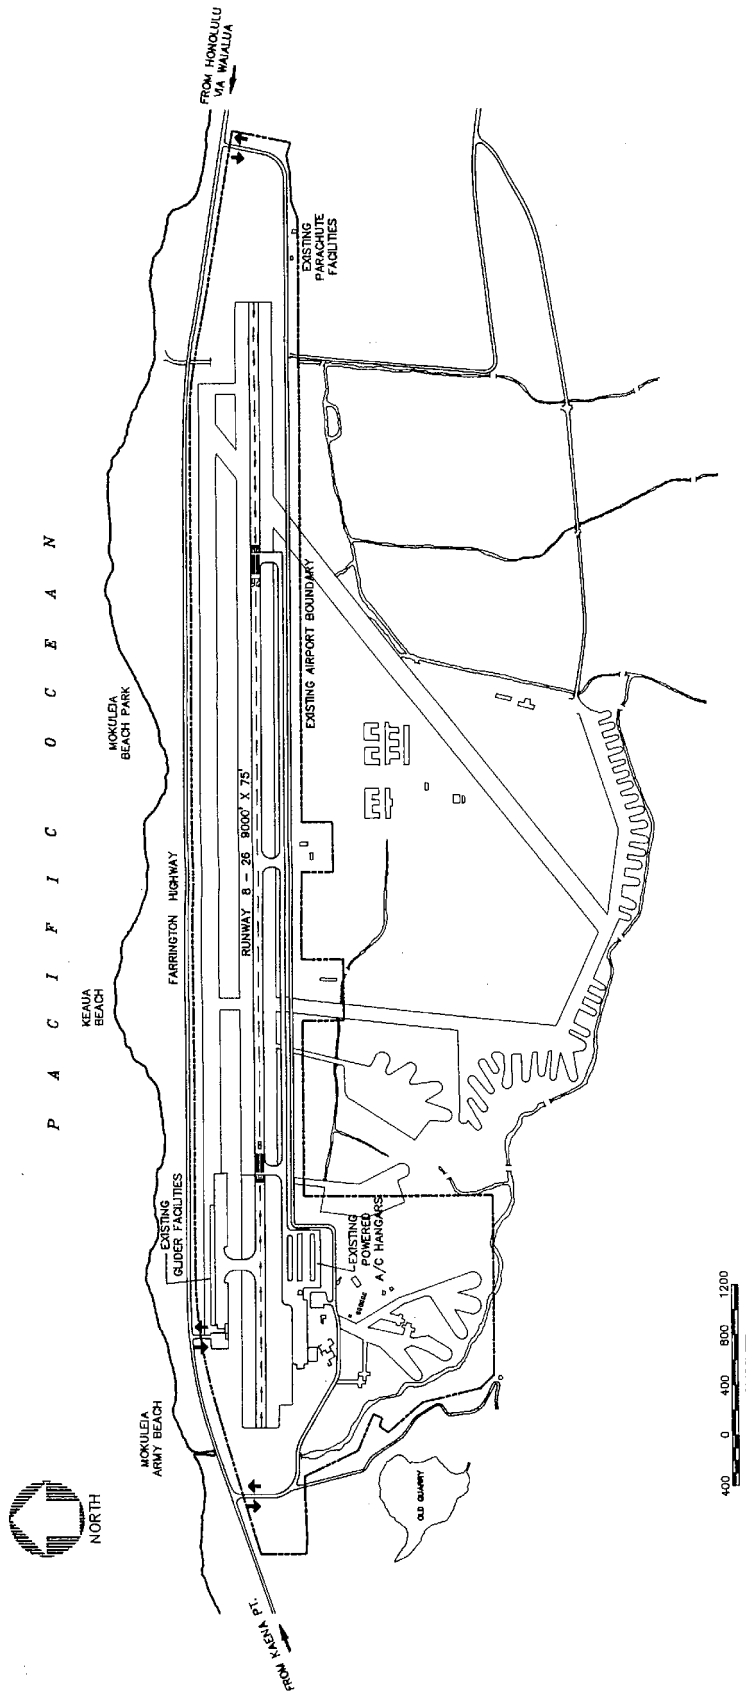 P A C I F I C O C E A N
NORTH
MOKULEIA
ARMY BEACH
KEAUA
BEACH
MOKULEIA
BEACH PARK
FROM HONOLULU
VIA WAIALUA
FROM KAENA PT.
EXISTING
GLIDER FACILITIES
FARRINGTON HIGHWAY
RUNWAY 8 - 26 9000' X 75'
EXISTING AIRPORT BOUNDARY
EXISTING
PARACHUTE
FACILITIES
EXISTING
POWERED
A/C HANGARS
OLD QUARRY
400 0 400 800 1200